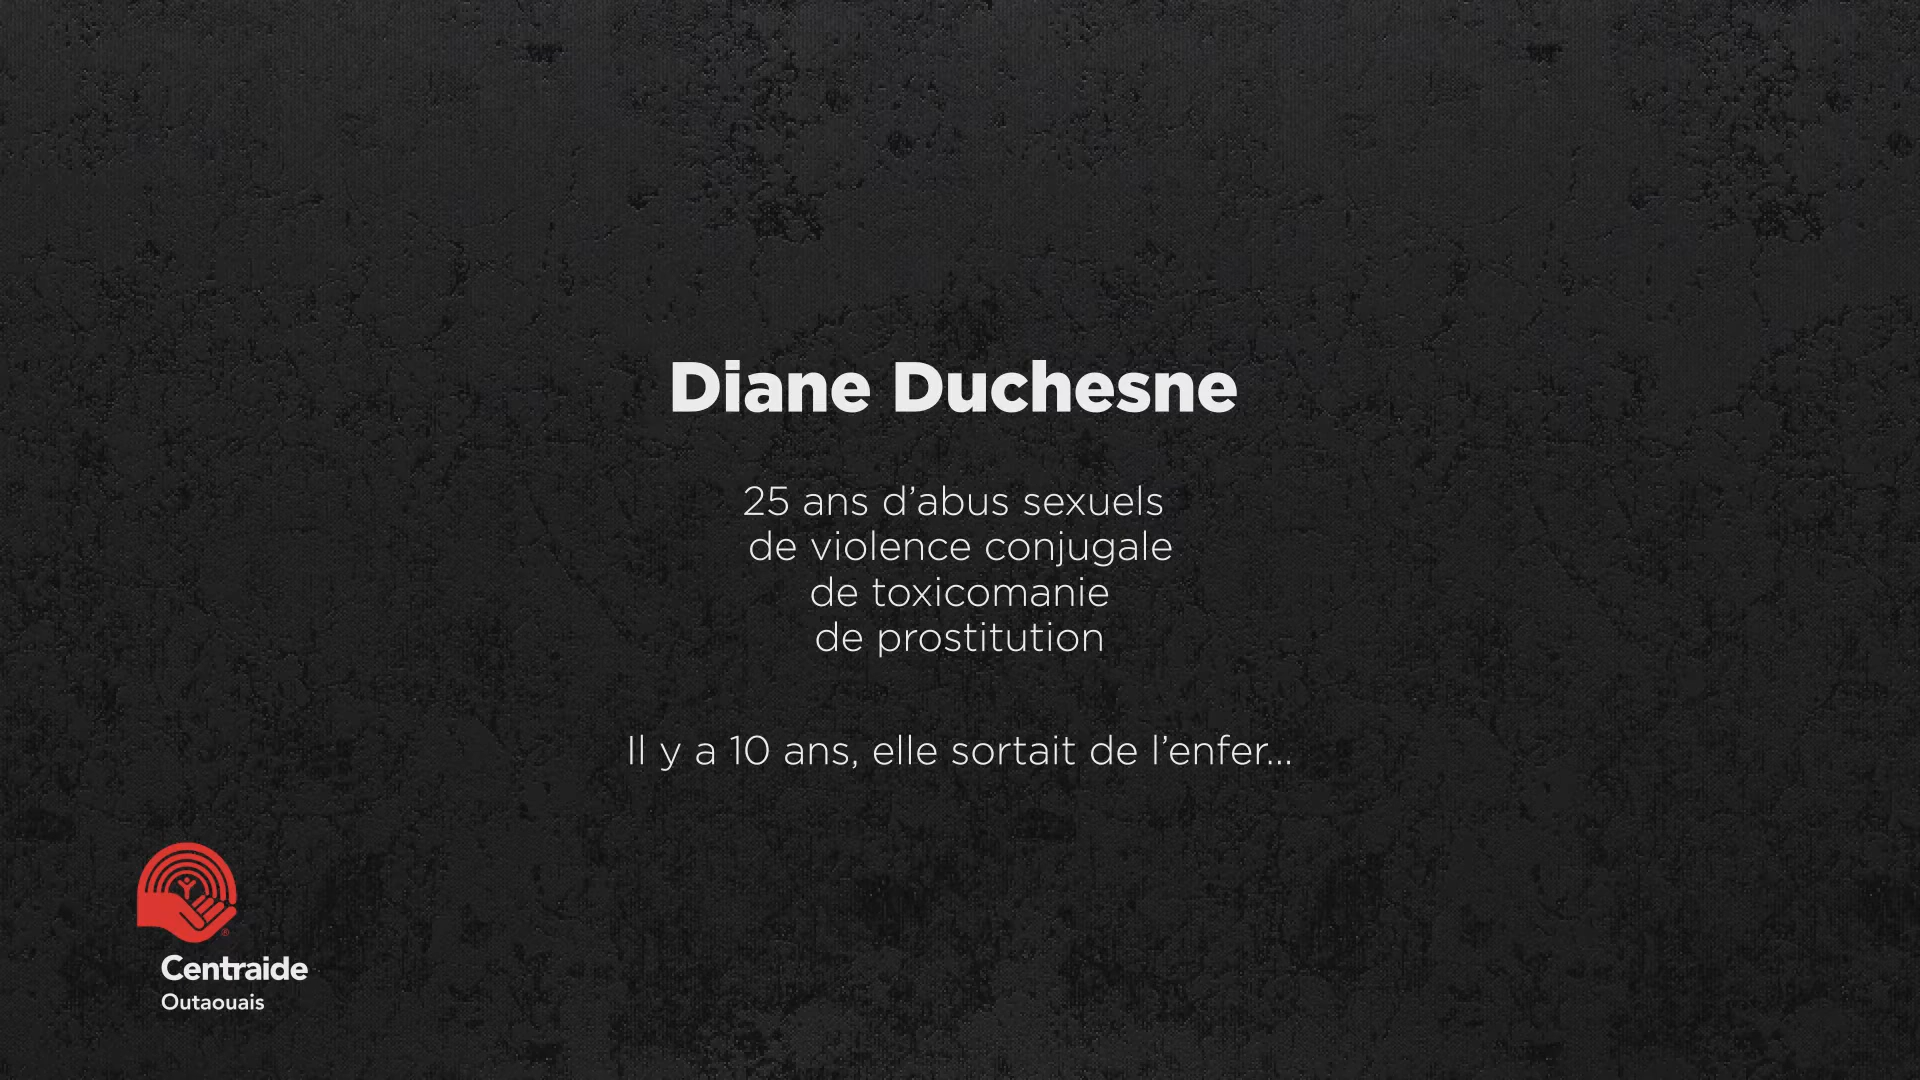 Diane Duchesne
25 ans d’abus sexuels
de violence conjugale
de toxicomanie
de prostitution
Il y a 10 ans, elle sortait de l’enfer...
Centraide
Outaouais